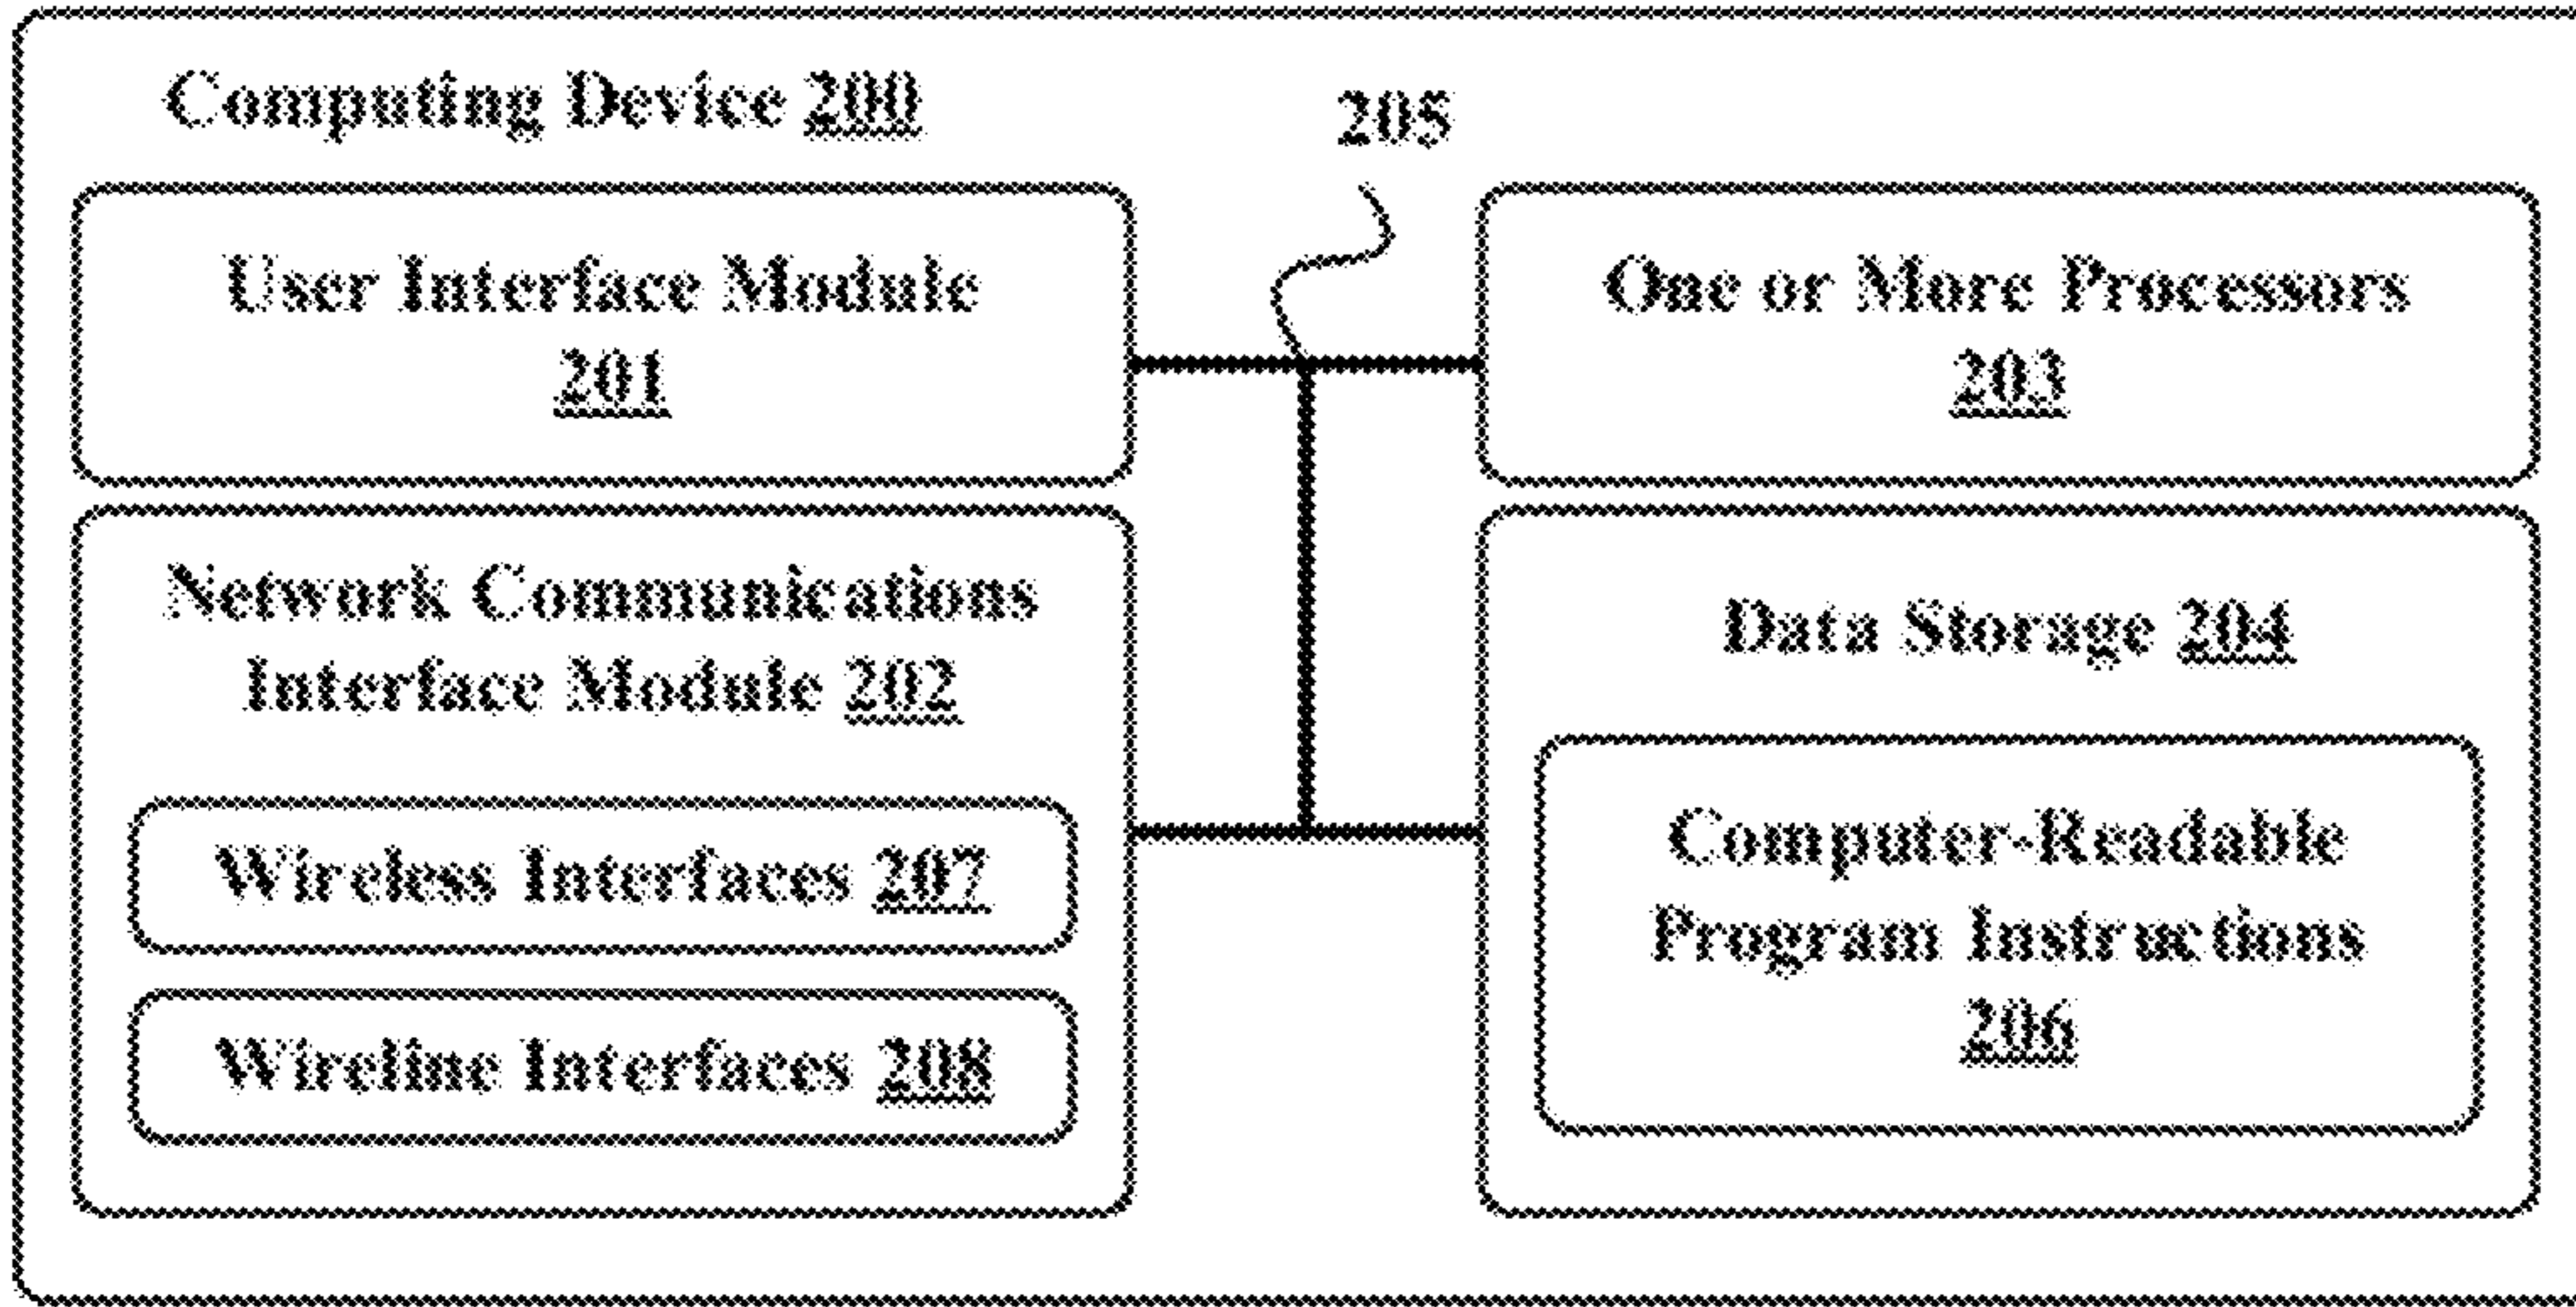 Computing Device 200
205
User Interface Module
201
One or More Processors
203
Network Communications
Interface Module 202
Wireless Interfaces 207
Wireline Interfaces 208
Data Storage 204
Computer-Readable
Program Instructions
206